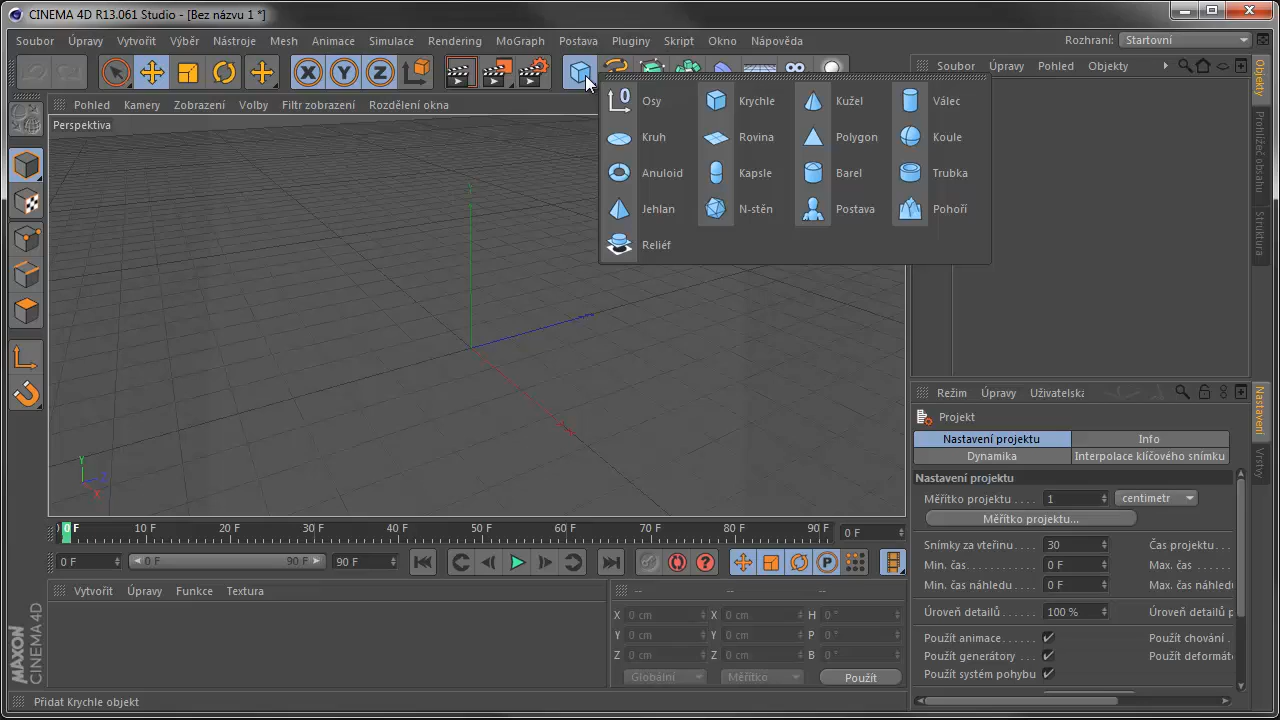 CINEMA 4D R13.061 Studio - [Bez názvu 1 *]
Soubor Úpravy Vytvořit Výběr Nástroje Mesh Animace Simulace Rendering MoGraph Postava Pluginy Skript Okno Nápověda
Rozhraní: Startovní
Soubor Úpravy Pohled Objekty
Pohled Kamery Zobrazení Volby Filtr zobrazení Rozdělení okna
Perspektiva
Osy Krychle Kužel Válec
Kruh Rovina Polygon Koule
Anuloid Kapsle Barel Trubka
Jehlan N-stěn Postava Pohoří
Reliéf
Objekty
Prohlížeč obsahu
Struktura
Y
Z
X
Režim Úpravy Uživatelsk
Projekt
Nastavení projektu Info
Dynamika Interpolace klíčového snímku
Nastavení projektu
Měřítko projektu . . . . 1 centimetr
Měřítko projektu...
Snímky za vteřinu. . . . 30 Čas projektu. . .
Min. čas 0 F Max. čas
Min. čas náhledu 0 F Max. čas náhledu
Úroveň detailů 100 % Úroveň detailů p
Použít animace Použít chování
Použít generátory Použít deformát
Použít systém pohybu
Nastavení
Vrstvy
0 F 10 F 20 F 30 F 40 F 50 F 60 F 70 F 80 F 90 F 0 F
0 F 0 F 90 F 90 F
Vytvořit Úpravy Funkce Textura
-- -- --
X 0 cm X 0 cm H 0 °
Y 0 cm Y 0 cm P 0 °
Z 0 cm Z 0 cm B 0 °
Globální Měřítko Použít
MAXON CINEMA 4D
Přidat Krychle objekt